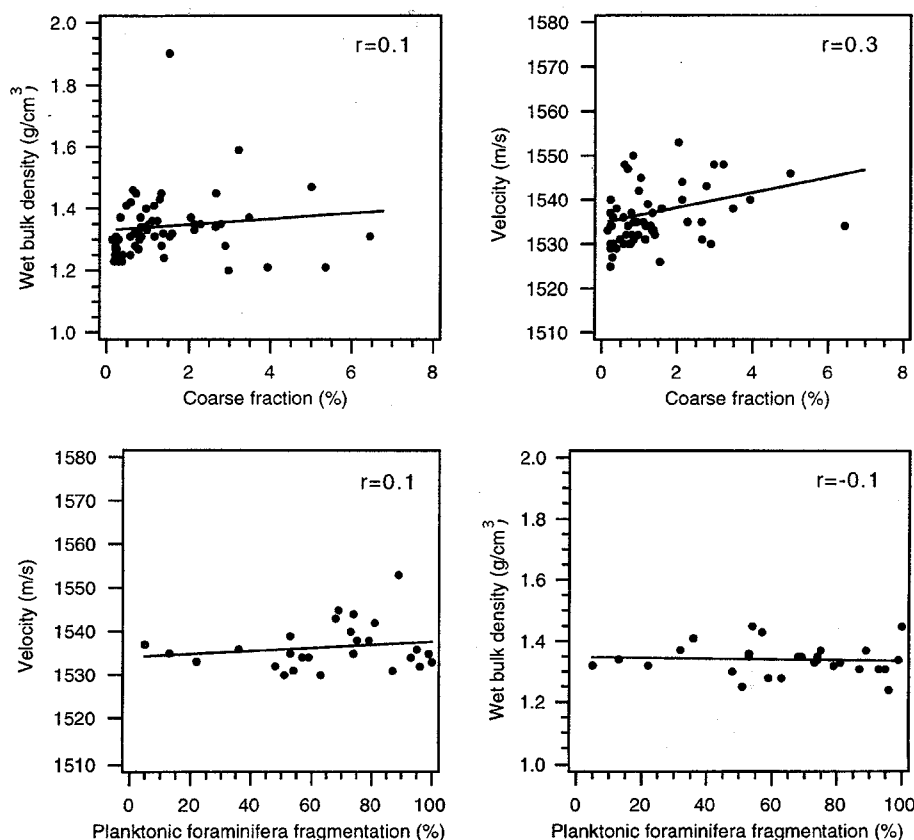 r=0.1
Wet bulk density (g/cm³)
2.0
1.8
1.6
1.4
1.2
1.0
0 2 4 6 8
Coarse fraction (%)
r=0.3
Velocity (m/s)
1580
1570
1560
1550
1540
1530
1520
1510
0 2 4 6 8
Coarse fraction (%)
r=0.1
Velocity (m/s)
1580
1570
1560
1550
1540
1530
1520
1510
0 20 40 60 80 100
Planktonic foraminifera fragmentation (%)
r=-0.1
Wet bulk density (g/cm³)
2.0
1.8
1.6
1.4
1.2
1.0
0 20 40 60 80 100
Planktonic foraminifera fragmentation (%)